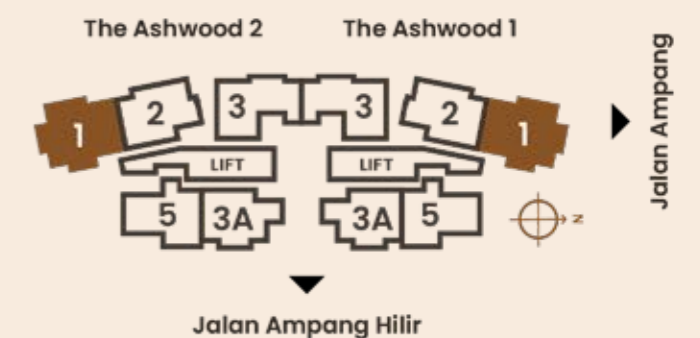 The Ashwood 2 The Ashwood 1
1 2 3 3 2 1
LIFT LIFT
5 3A 3A 5
N
Jalan Ampang
Jalan Ampang Hilir